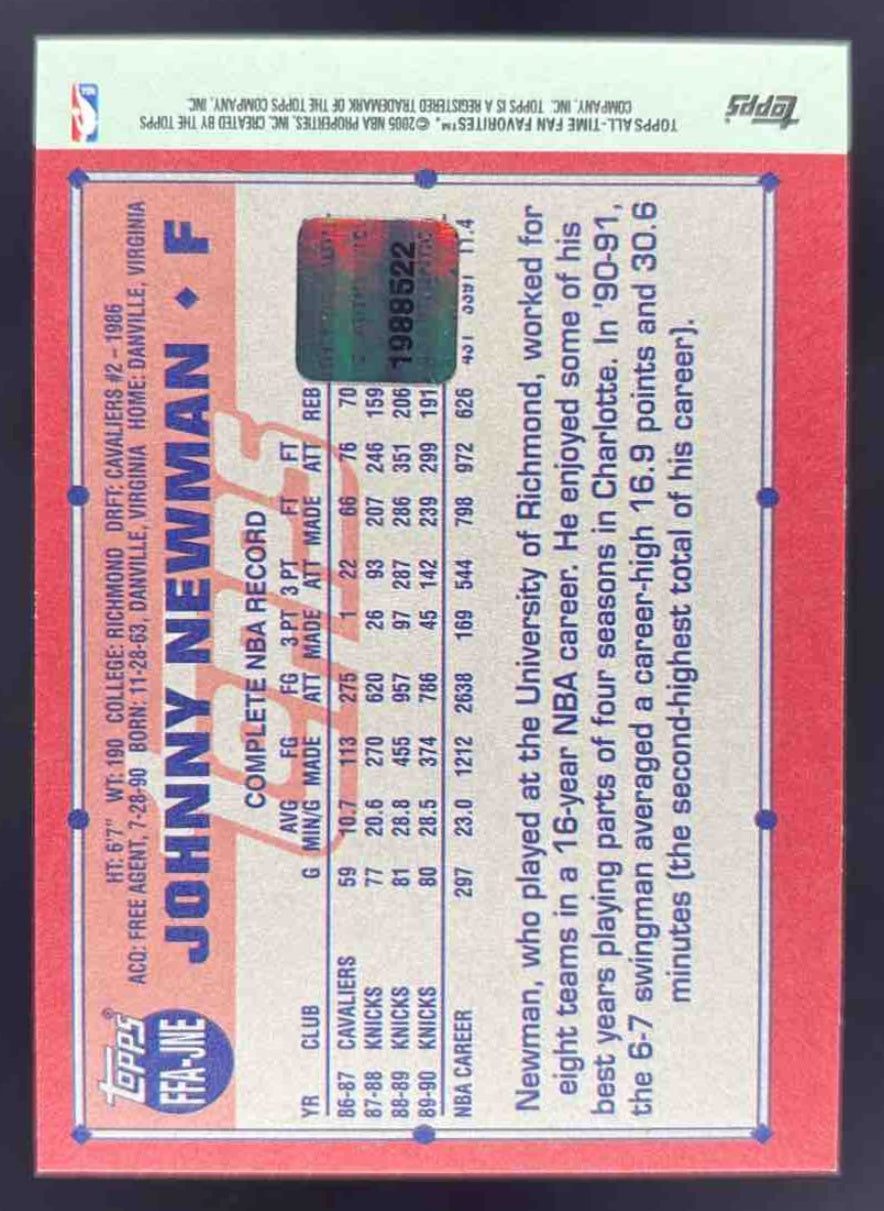 Topps®
FFA-JNE
HT: 6'7" WT: 190 COLLEGE: RICHMOND DRFT: CAVALIERS #2 - 1986
ACQ: FREE AGENT, 7-28-90 BORN: 11-28-63, DANVILLE, VIRGINIA HOME: DANVILLE, VIRGINIA
JOHNNY NEWMAN ♦ F
COMPLETE NBA RECORD
AVG FG FG 3 PT 3 PT FT FT
YR CLUB G MIN/G MADE ATT MADE ATT MADE ATT REB
86-87 CAVALIERS 59 10.7 113 275 1 22 66 76 70
87-88 KNICKS 77 20.6 270 620 26 93 207 246 159
88-89 KNICKS 81 28.8 455 957 97 287 286 351 206
89-90 KNICKS 80 28.5 374 786 45 142 239 299 191
NBA CAREER 297 23.0 1212 2638 169 544 798 972 626 431 3391 11.4
1988522
Newman, who played at the University of Richmond, worked for
eight teams in a 16-year NBA career. He enjoyed some of his
best years playing parts of four seasons in Charlotte. In '90-91,
the 6-7 swingman averaged a career-high 16.9 points and 30.6
minutes (the second-highest total of his career).
Topps
TOPPS ALL-TIME FAN FAVORITES™. ©2005 NBA PROPERTIES, INC. CREATED BY THE TOPPS
COMPANY, INC. TOPPS IS A REGISTERED TRADEMARK OF THE TOPPS COMPANY, INC.
NBA